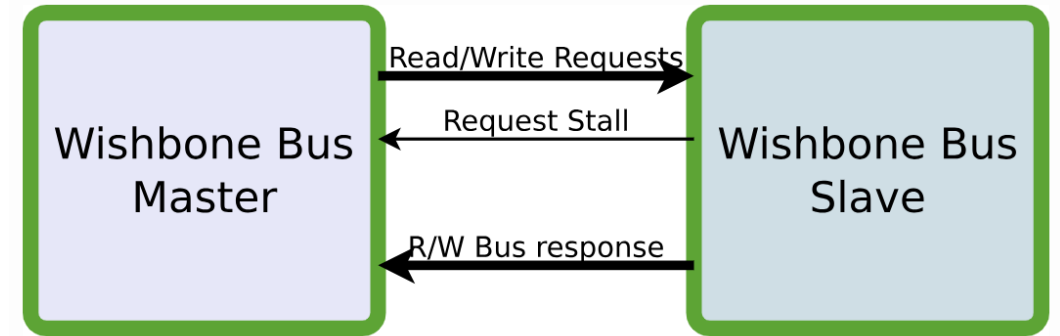 Read/Write Requests
Request Stall
Wishbone Bus
Master
Wishbone Bus
Slave
R/W Bus response